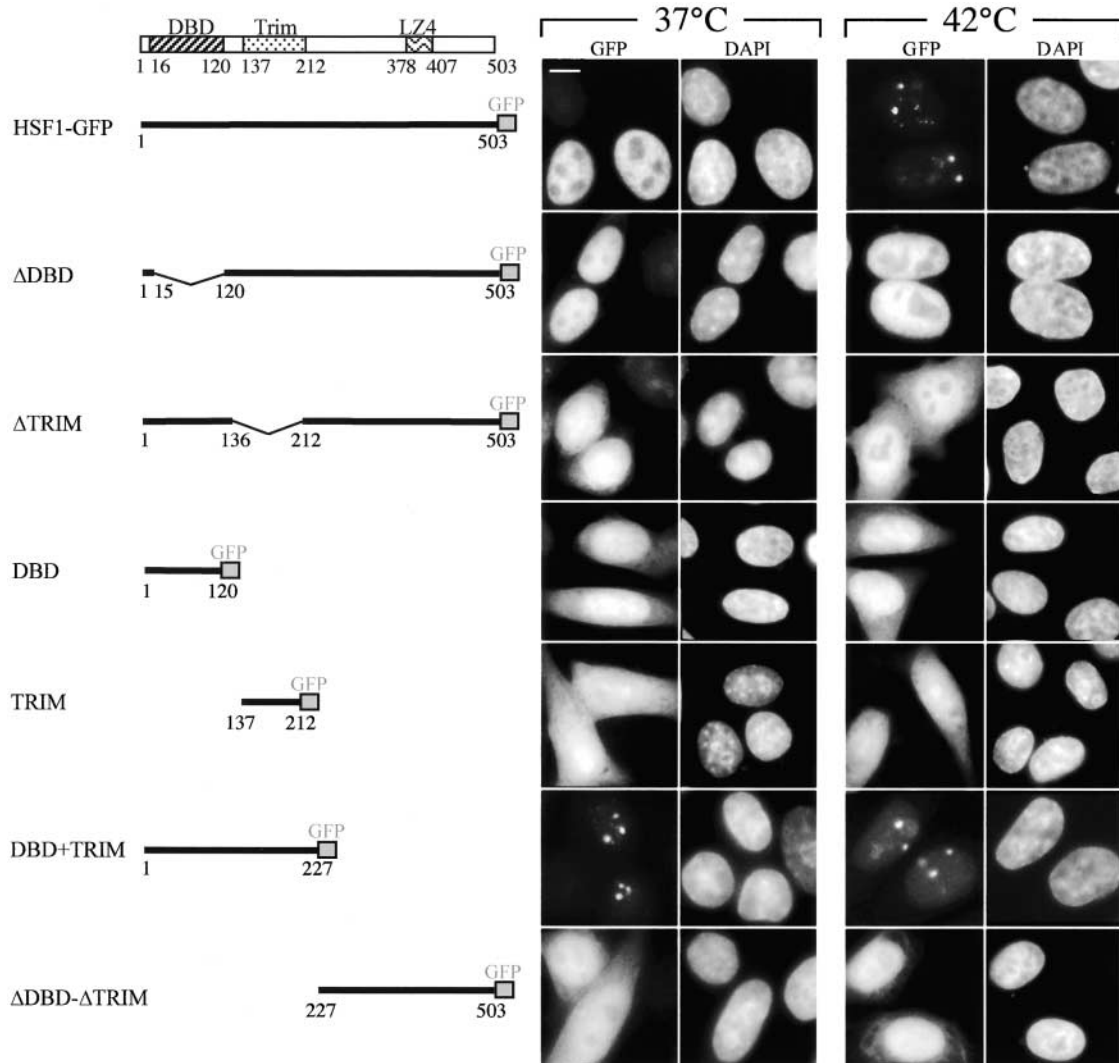 37°C 42°C
DBD Trim LZ4
GFP DAPI GFP DAPI
1 16 120 137 212 378 407 503
GFP
HSF1-GFP
1 503
GFP
ΔDBD
1 15 120 503
GFP
ΔTRIM
1 136 212 503
GFP
DBD
1 120
GFP
TRIM
137 212
GFP
DBD+TRIM
1 227
GFP
ΔDBD-ΔTRIM
227 503